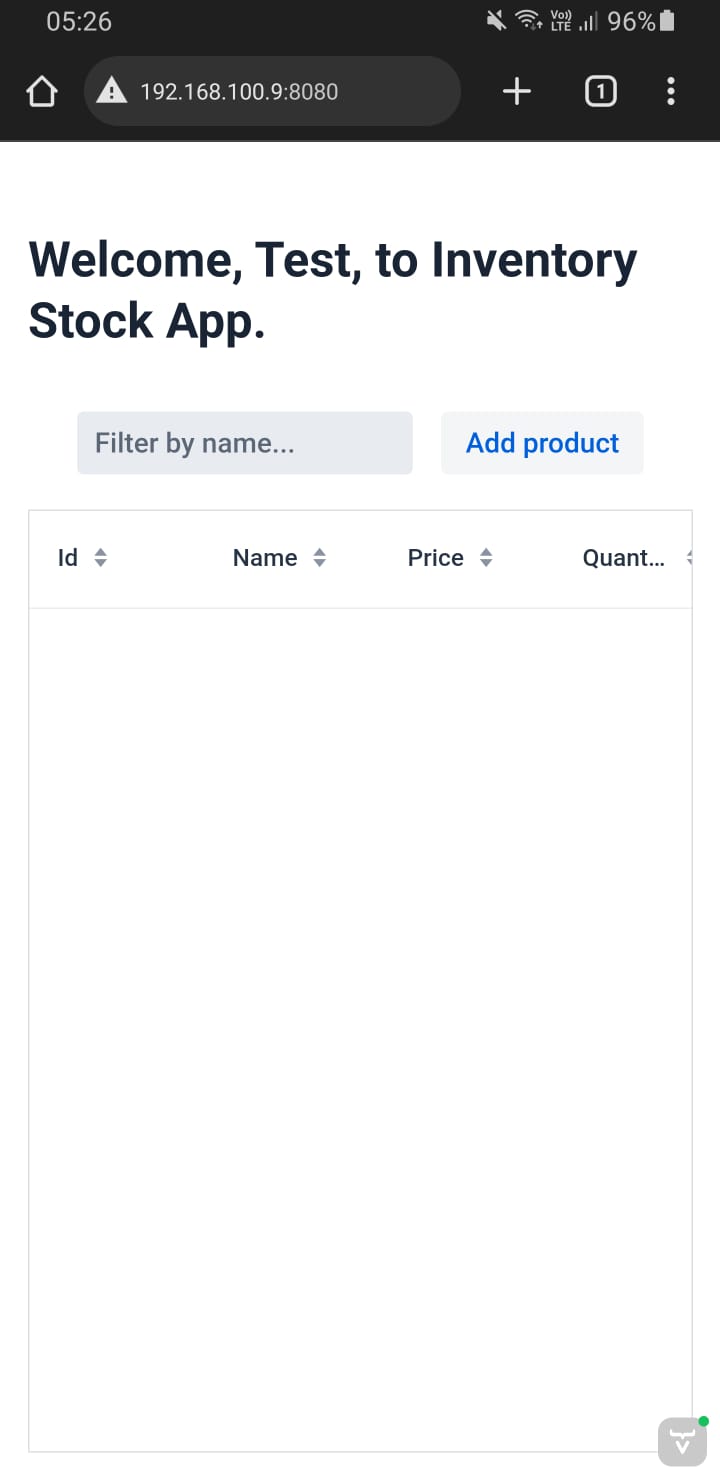 05:26 Vo)) LTE 96%
192.168.100.9:8080 1
Welcome, Test, to Inventory
Stock App.
Filter by name... Add product
Id Name Price Quant...